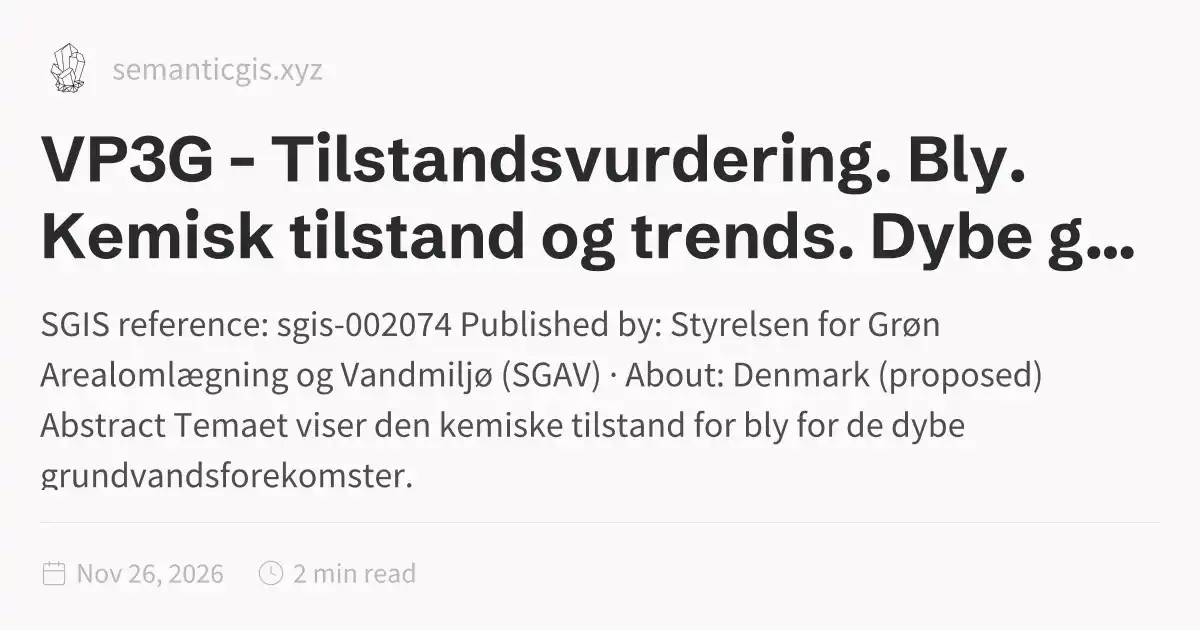 semanticgis.xyz
VP3G - Tilstandsvurdering. Bly.
Kemisk tilstand og trends. Dybe g...
SGIS reference: sgis-002074 Published by: Styrelsen for Grøn
Arealomlægning og Vandmiljø (SGAV) · About: Denmark (proposed)
Abstract Temaet viser den kemiske tilstand for bly for de dybe
grundvandsforekomster.
Nov 26, 2026 2 min read